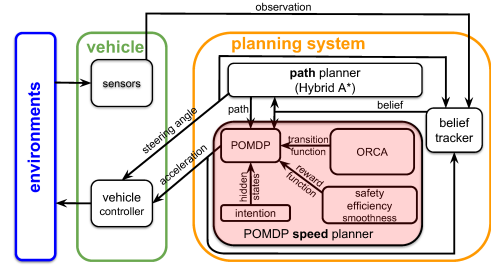 observation
vehicle
planning system
environments
sensors
path planner
(Hybrid A*)
steering angle
path
belief
belief
tracker
acceleration
POMDP
transition
function
ORCA
vehicle
controller
hidden
states
reward
function
intention
safety
efficiency
smoothness
POMDP speed planner